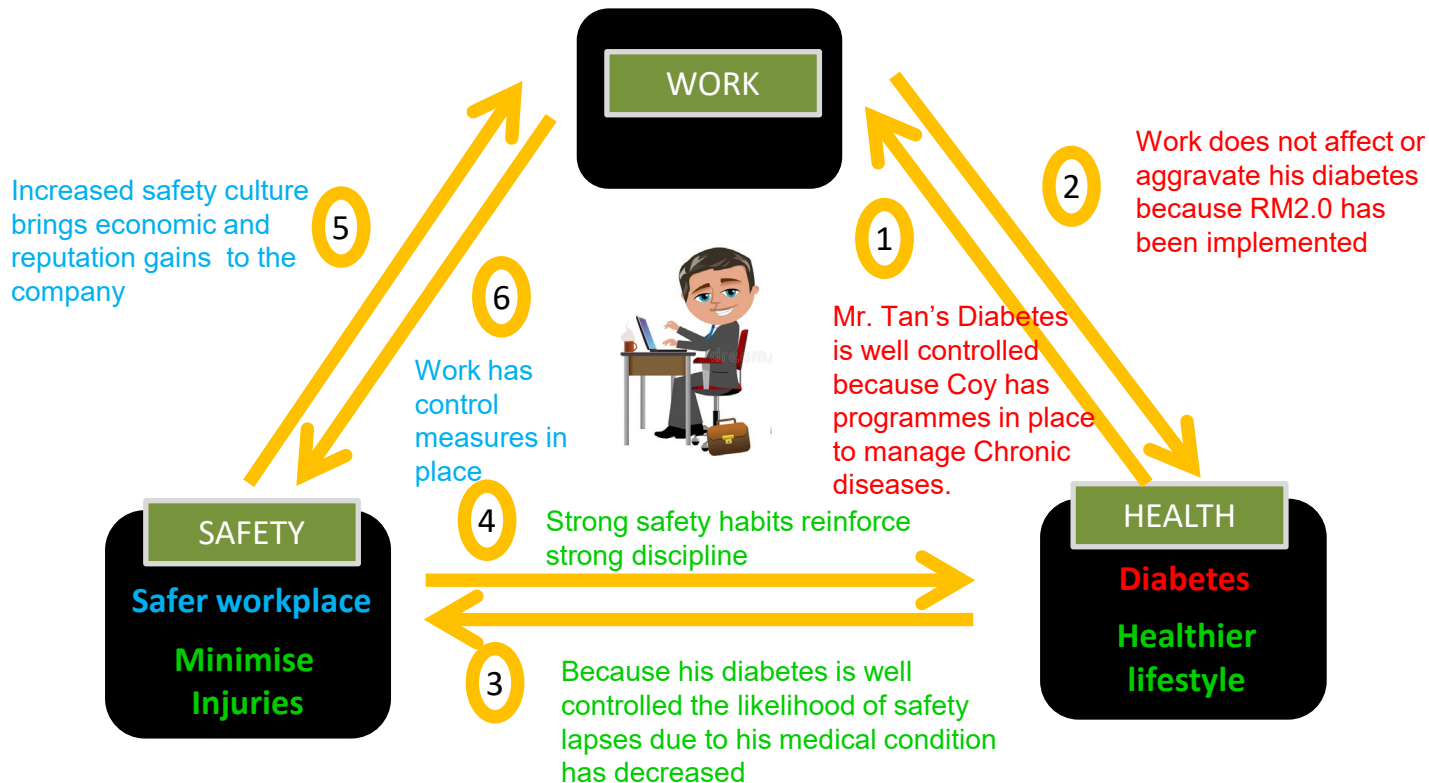 WORK
Increased safety culture
brings economic and
reputation gains to the
company
5
6
Work has
control
measures in
place
1
Mr. Tan's Diabetes
is well controlled
because Coy has
programmes in place
to manage Chronic
diseases.
2
Work does not affect or
aggravate his diabetes
because RM2.0 has
been implemented
SAFETY
Safer workplace
Minimise
Injuries
4
Strong safety habits reinforce
strong discipline
3
Because his diabetes is well
controlled the likelihood of safety
lapses due to his medical condition
has decreased
HEALTH
Diabetes
Healthier
lifestyle